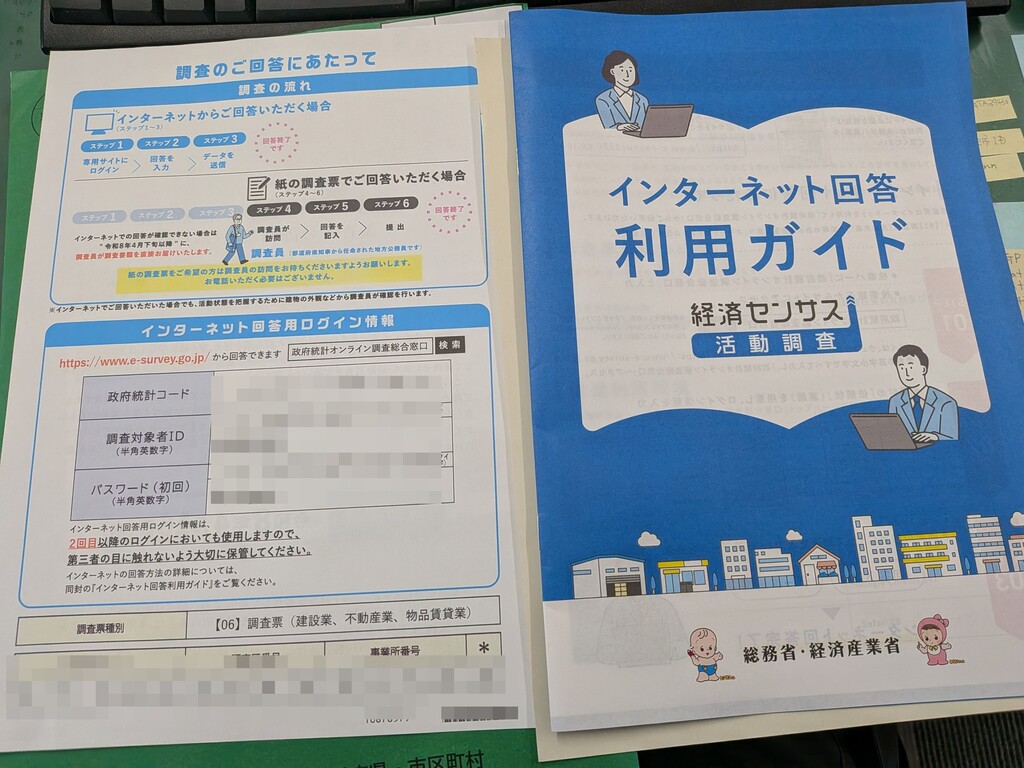 調査のご回答にあたって
調査の流れ
インターネットからご回答いただく場合
(ステップ1~3)
ステップ 1
ステップ 2
ステップ 3
専用サイトに
ログイン
回答を
入力
データを
送信
回答終了
です
紙の調査票でご回答いただく場合
(ステップ4~6)
ステップ 1
ステップ 2
ステップ 3
ステップ 4
ステップ 5
ステップ 6
インターネットでの回答が確認できない場合は
"令和8年4月下旬以降"に、
調査員が調査書類を直接お届けいたします。
調査員が
訪問
回答を
記入
提出
回答終了
です
調査員
(都道府県知事から任命された地方公務員です)
紙の調査票をご希望の方は調査員の訪問をお待ちくださいますようお願いします。
お電話いただく必要はございません。
※インターネットでご回答いただいた場合でも、活動状態を把握するために建物の外観などから調査員が確認を行います。
インターネット回答用ログイン情報
https://www.e-survey.go.jp/ から回答できます
政府統計オンライン調査総合窓口 検索
政府統計コード
調査対象者ID
(半角英数字)
パスワード(初回)
(半角英数字)
インターネット回答用ログイン情報は、
2回目以降のログインにおいても使用しますので、
第三者の目に触れないよう大切に保管してください。
インターネットの回答方法の詳細については、
同封の『インターネット回答利用ガイド』をご覧ください。
調査票種別
【06】調査票(建設業、不動産業、物品賃貸業)
事業所番号
*
市区町村
インターネット回答
利用ガイド
経済センサス
活動調査
総務省・経済産業省